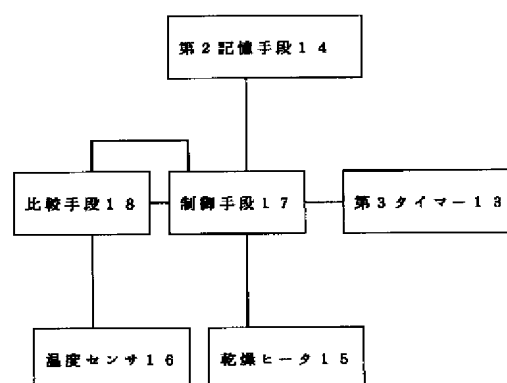 第2記憶手段14
比較手段18
制御手段17
第3タイマー13
温度センサ16
乾燥ヒータ15